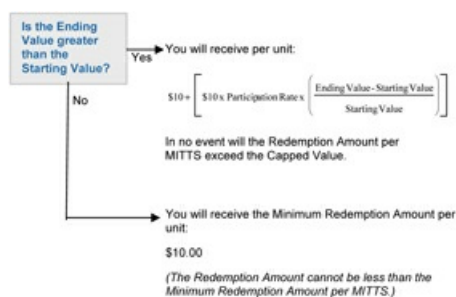 Is the Ending
Value greater
than the
Starting Value?
Yes
You will receive per unit:
$10 + [ $10 x Participation Rate x ( Ending Value - Starting Value
Starting Value ) ]
In no event will the Redemption Amount per
MITTS exceed the Capped Value.
No
You will receive the Minimum Redemption Amount per
unit:
$10.00
(The Redemption Amount cannot be less than the
Minimum Redemption Amount per MITTS.)